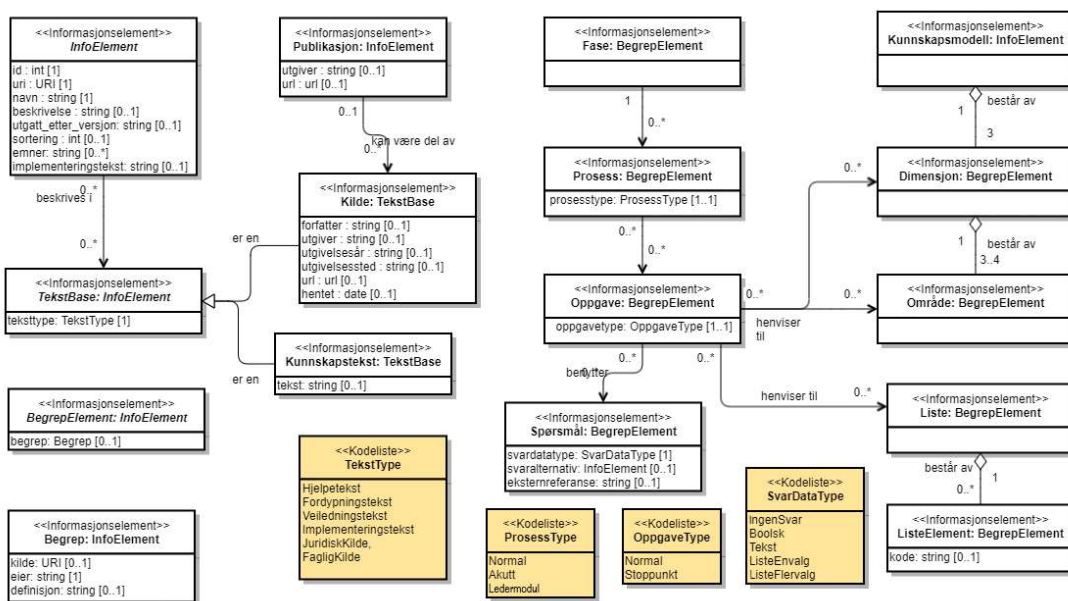 <<Informasjonselement>>
InfoElement
id : int [1]
uri : URI [1]
navn : string [1]
beskrivelse : string [0..1]
utgatt_etter_versjon: string [0..1]
sortering : int [0..1]
emner: string [0..*]
implementeringstekst: string [0..1]
0..*
beskrives i
0..*
<<Informasjonselement>>
TekstBase: InfoElement
teksttype: TekstType [1]
<<Informasjonselement>>
BegrepElement: InfoElement
begrep: Begrep [0..1]
<<Informasjonselement>>
Begrep: InfoElement
kilde: URI [0..1]
eier: string [1]
definisjon: string [0..1]
<<Informasjonselement>>
Publikasjon: InfoElement
utgiver : string [0..1]
url : url [0..1]
0..1
kan være del av
0..*
<<Informasjonselement>>
Kilde: TekstBase
forfatter : string [0..1]
utgiver : string [0..1]
utgivelsesår : string [0..1]
utgivelsessted : string [0..1]
url : url [0..1]
hentet : date [0..1]
er en
<<Informasjonselement>>
Kunnskapstekst: TekstBase
tekst: string [0..1]
er en
<<Kodeliste>>
TekstType
Hjelpetekst
Fordypningstekst
Veiledningstekst
Implementeringstekst
JuridiskKilde,
FagligKilde
<<Informasjonselement>>
Fase: BegrepElement
1
0..*
<<Informasjonselement>>
Prosess: BegrepElement
prosesstype: ProsessType [1..1]
0..*
0..*
<<Informasjonselement>>
Oppgave: BegrepElement
oppgavetype: OppgaveType [1..1]
0..*
benytter
0..*
<<Informasjonselement>>
Spørsmål: BegrepElement
svardatatype: SvarDataType [1]
svaralternativ: InfoElement [0..1]
eksternreferanse: string [0..1]
<<Kodeliste>>
ProsessType
Normal
Akutt
Ledermodul
<<Kodeliste>>
OppgaveType
Normal
Stoppunkt
<<Kodeliste>>
SvarDataType
IngenSvar
Boolsk
Tekst
ListeEnvalg
ListeFlervalg
<<Informasjonselement>>
Kunnskapsmodell: InfoElement
består av
1
3
0..*
<<Informasjonselement>>
Dimensjon: BegrepElement
1
består av
3..4
0..*
0..*
henviser
til
<<Informasjonselement>>
Område: BegrepElement
0..*
henviser til
0..*
<<Informasjonselement>>
Liste: BegrepElement
består av
1
0..*
<<Informasjonselement>>
ListeElement: BegrepElement
kode: string [0..1]